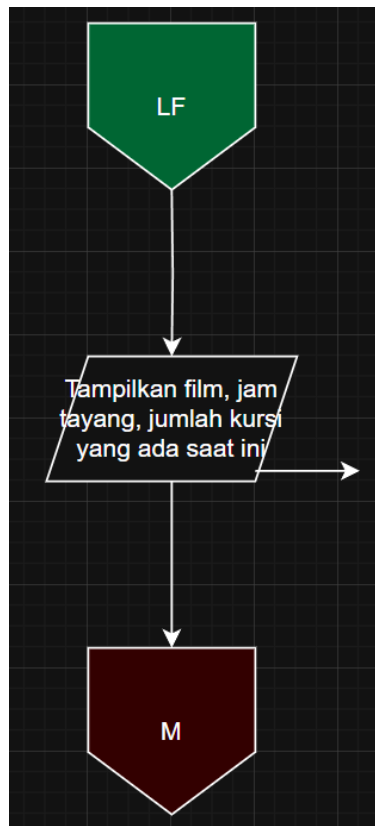 LF
Tampilkan film, jam
tayang, jumlah kursi
yang ada saat ini
M